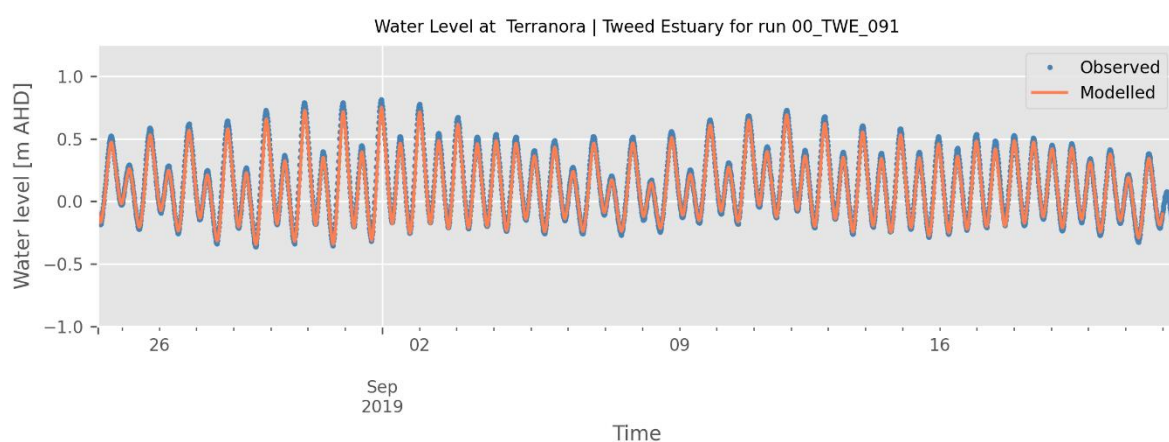 Water Level at  Terranora | Tweed Estuary for run 00_TWE_091
Observed
Modelled
Water level [m AHD]
1.0
0.5
0.0
−0.5
−1.0
26
02
09
16
Sep
2019
Time